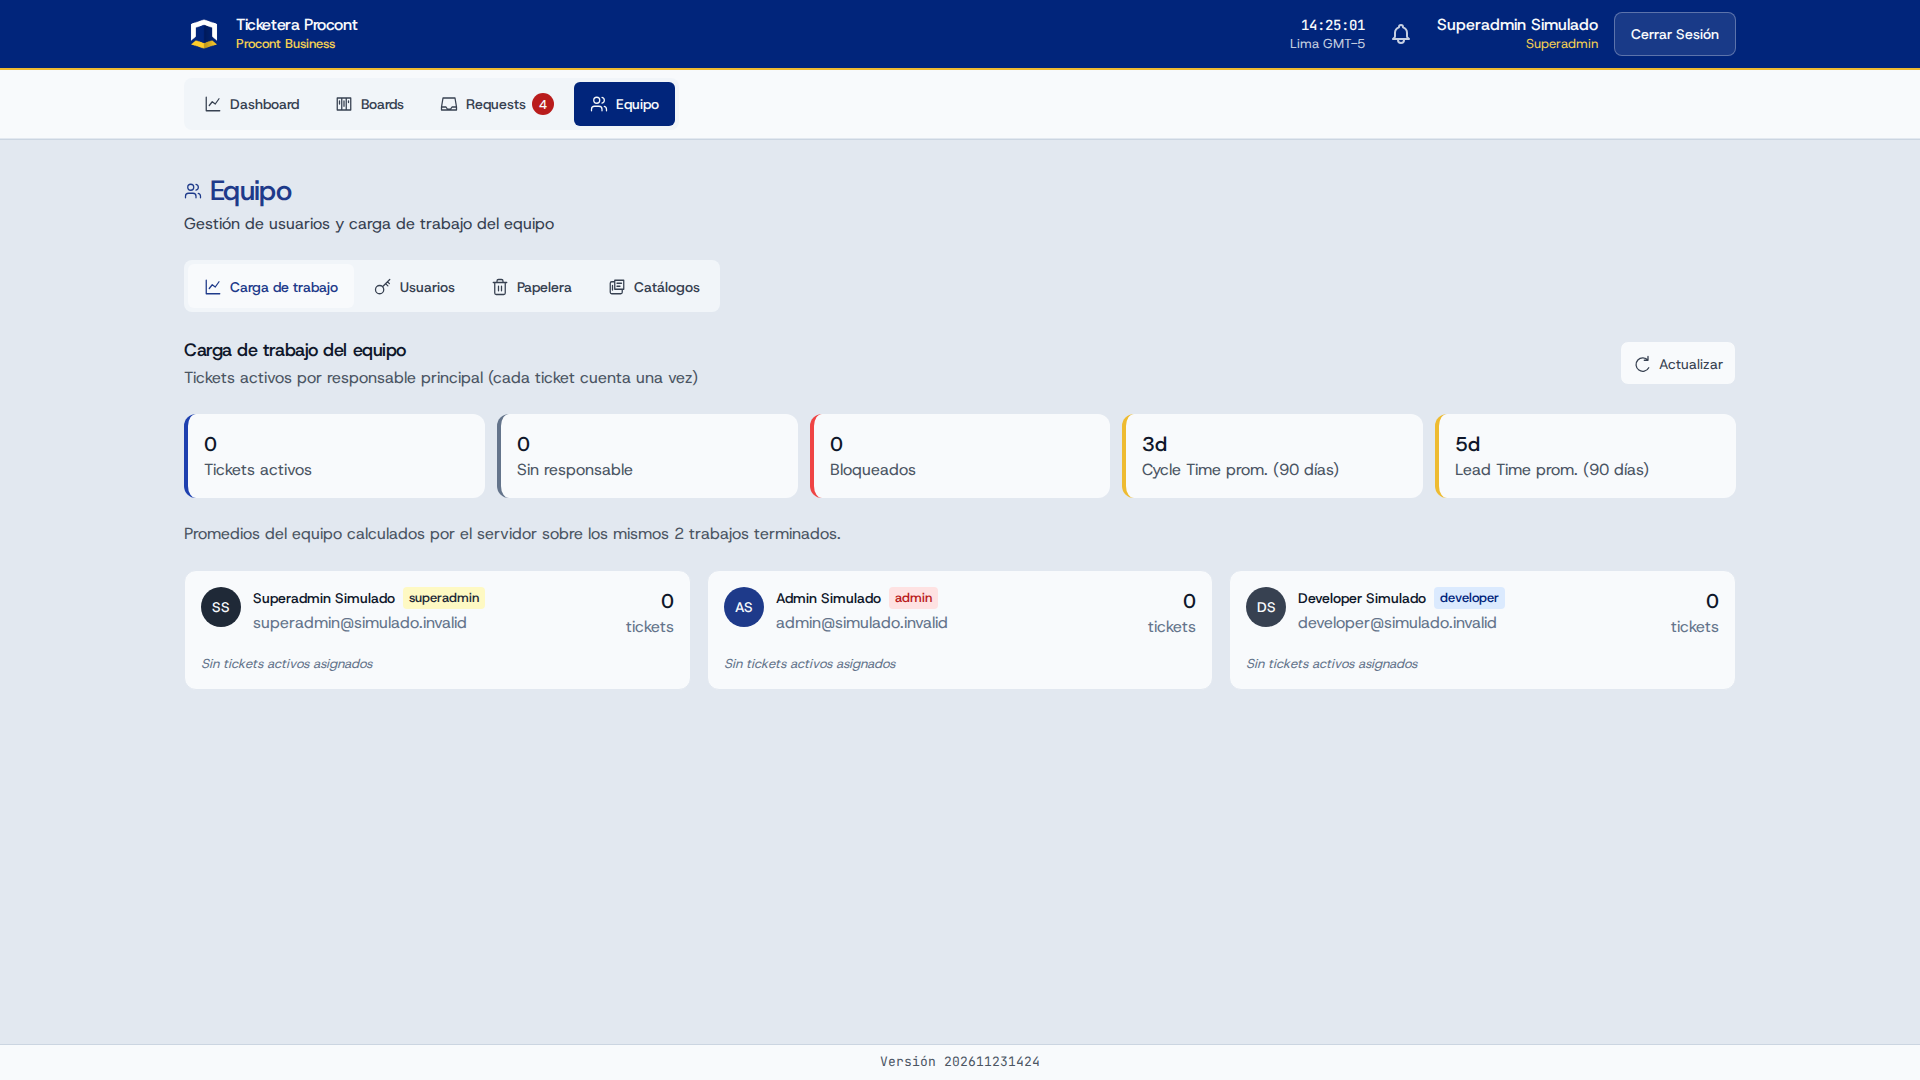 Ticketera Procont
Procont Business
14:25:01
Lima GMT-5
Superadmin Simulado
Superadmin
Cerrar Sesión
Dashboard
Boards
Requests 4
Equipo
Equipo
Gestión de usuarios y carga de trabajo del equipo
Carga de trabajo
Usuarios
Papelera
Catálogos
Carga de trabajo del equipo
Tickets activos por responsable principal (cada ticket cuenta una vez)
Actualizar
0
Tickets activos
0
Sin responsable
0
Bloqueados
3d
Cycle Time prom. (90 días)
5d
Lead Time prom. (90 días)
Promedios del equipo calculados por el servidor sobre los mismos 2 trabajos terminados.
SS
Superadmin Simulado superadmin
superadmin@simulado.invalid
0
tickets
Sin tickets activos asignados
AS
Admin Simulado admin
admin@simulado.invalid
0
tickets
Sin tickets activos asignados
DS
Developer Simulado developer
developer@simulado.invalid
0
tickets
Sin tickets activos asignados
Versión 202611231424